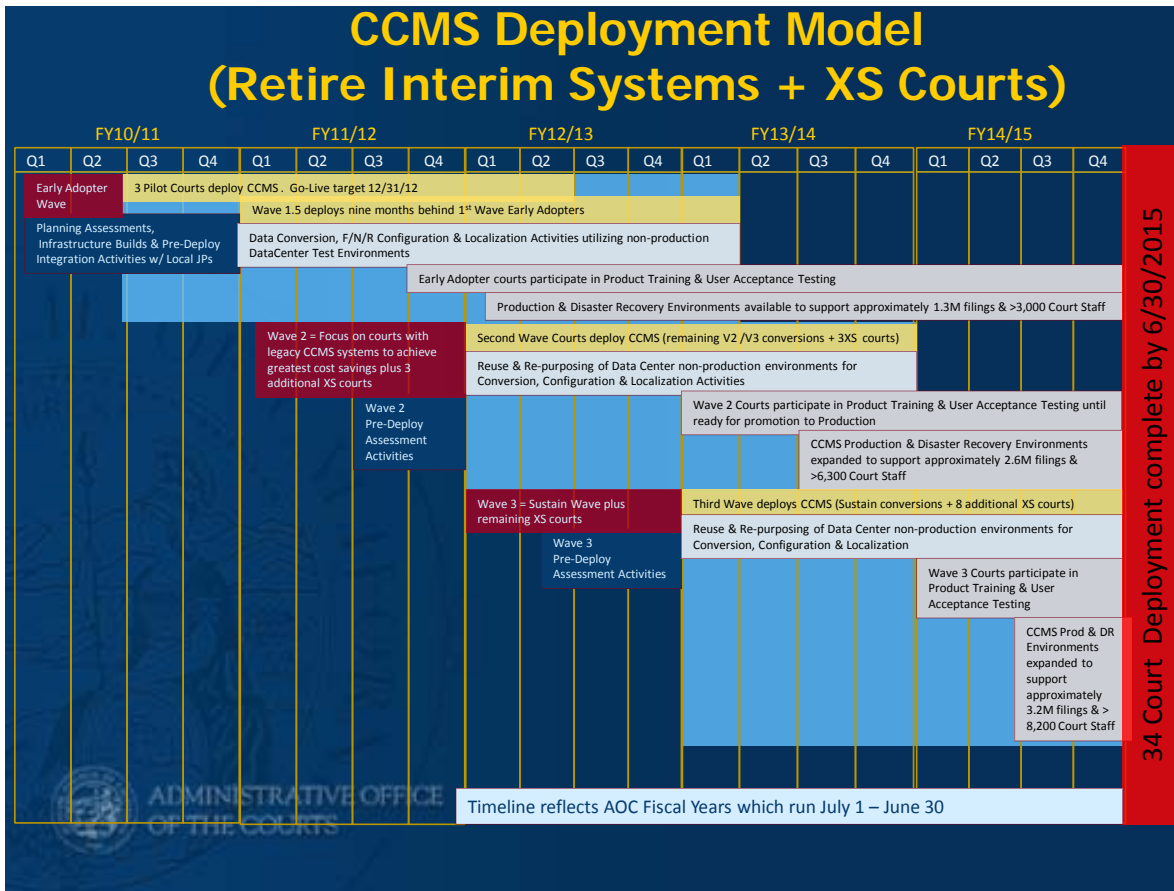 CCMS Deployment Model
(Retire Interim Systems + XS Courts)
FY10/11 FY11/12 FY12/13 FY13/14 FY14/15
Q1 Q2 Q3 Q4 Q1 Q2 Q3 Q4 Q1 Q2 Q3 Q4 Q1 Q2 Q3 Q4 Q1 Q2 Q3 Q4
Early Adopter
Wave
3 Pilot Courts deploy CCMS . Go-Live target 12/31/12
Wave 1.5 deploys nine months behind 1st Wave Early Adopters
Planning Assessments,
Infrastructure Builds & Pre-Deploy
Integration Activities w/ Local JPs
Data Conversion, F/N/R Configuration & Localization Activities utilizing non-production
DataCenter Test Environments
Early Adopter courts participate in Product Training & User Acceptance Testing
Production & Disaster Recovery Environments available to support approximately 1.3M filings & >3,000 Court Staff
Wave 2 = Focus on courts with
legacy CCMS systems to achieve
greatest cost savings plus 3
additional XS courts
Second Wave Courts deploy CCMS (remaining V2 /V3 conversions + 3XS courts)
Reuse & Re-purposing of Data Center non-production environments for
Conversion, Configuration & Localization Activities
Wave 2
Pre-Deploy
Assessment
Activities
Wave 2 Courts participate in Product Training & User Acceptance Testing until
ready for promotion to Production
CCMS Production & Disaster Recovery Environments
expanded to support approximately 2.6M filings &
>6,300 Court Staff
Wave 3 = Sustain Wave plus
remaining XS courts
Third Wave deploys CCMS (Sustain conversions + 8 additional XS courts)
Reuse & Re-purposing of Data Center non-production environments for
Conversion, Configuration & Localization
Wave 3
Pre-Deploy
Assessment Activities
Wave 3 Courts participate in
Product Training & User
Acceptance Testing
CCMS Prod & DR
Environments
expanded to
support
approximately
3.2M filings & >
8,200 Court Staff
34 Court Deployment complete by 6/30/2015
ADMINISTRATIVE OFFICE
OF THE COURTS
Timeline reflects AOC Fiscal Years which run July 1 – June 30